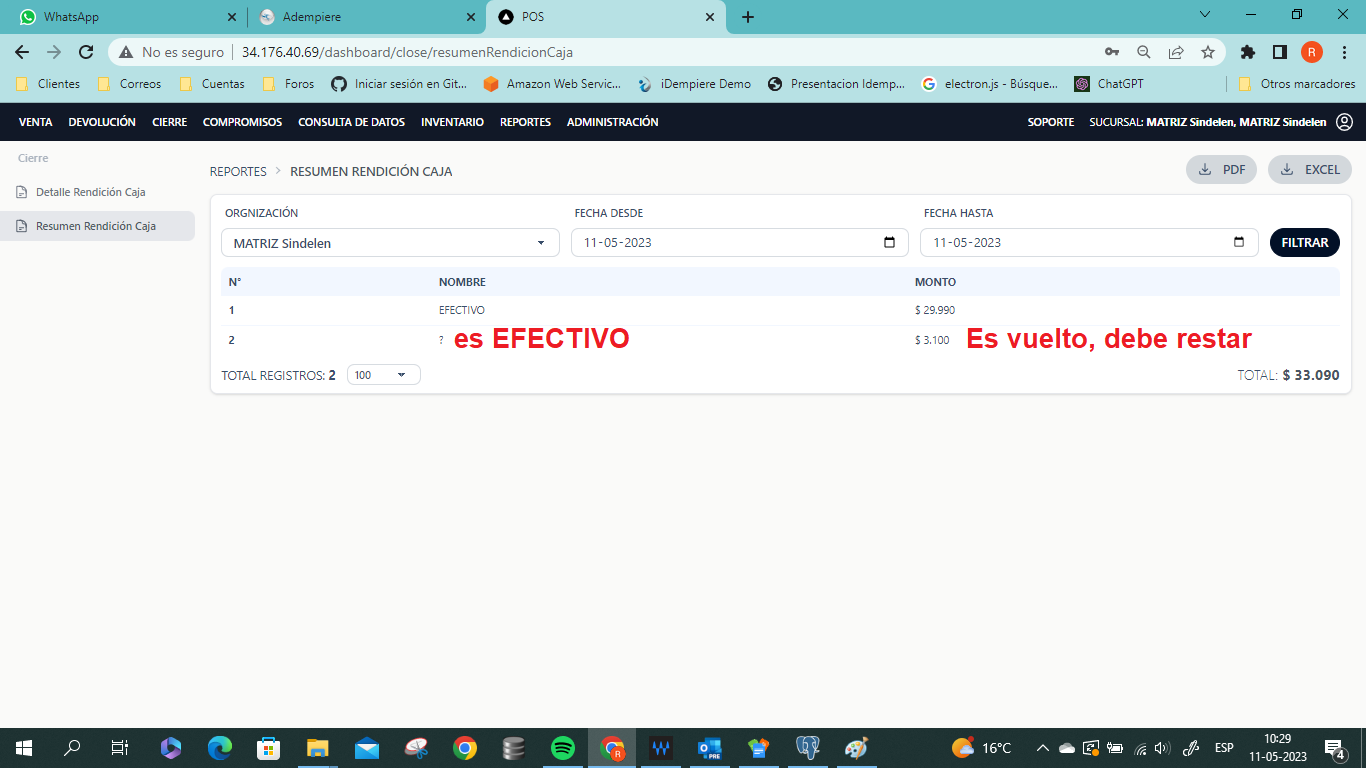 WhatsApp
Adempiere
POS
No es seguro
34.176.40.69/dashboard/close/resumenRendicionCaja
R
Clientes
Correos
Cuentas
Foros
Iniciar sesión en Git...
Amazon Web Servic...
iDempiere Demo
Presentacion Idemp...
electron.js - Búsque...
ChatGPT
Otros marcadores
VENTA
DEVOLUCIÓN
CIERRE
COMPROMISOS
CONSULTA DE DATOS
INVENTARIO
REPORTES
ADMINISTRACIÓN
SOPORTE
SUCURSAL: MATRIZ Sindelen, MATRIZ Sindelen
Cierre
Detalle Rendición Caja
Resumen Rendición Caja
REPORTES > RESUMEN RENDICIÓN CAJA
PDF
EXCEL
ORGNIZACIÓN
FECHA DESDE
FECHA HASTA
MATRIZ Sindelen
11-05-2023
11-05-2023
FILTRAR
N° NOMBRE MONTO
1 EFECTIVO $ 29.990
2 ? es EFECTIVO $ 3.100 Es vuelto, debe restar
TOTAL REGISTROS: 2
100
TOTAL: $ 33.090
R
W
PRE
16°C
ESP
10:29
11-05-2023
4